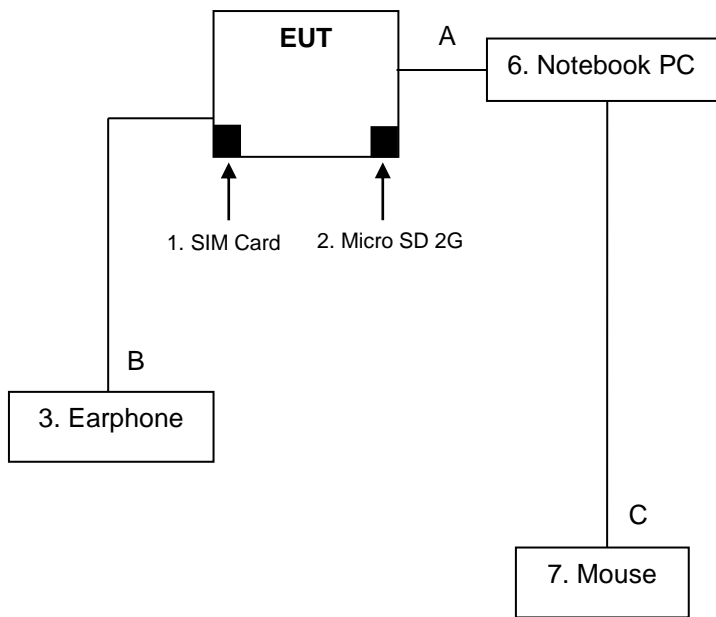 EUT
A
6. Notebook PC
1. SIM Card
2. Micro SD 2G
B
3. Earphone
C
7. Mouse